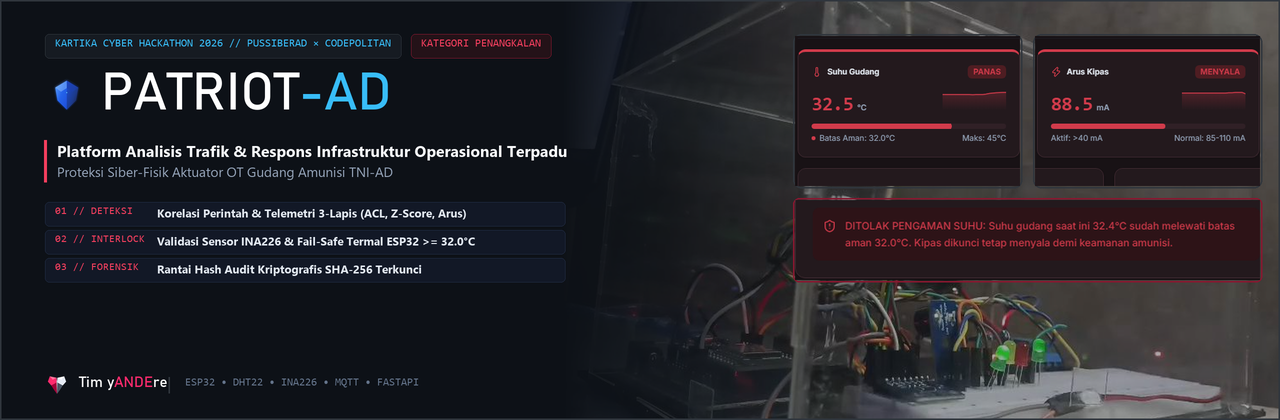 KARTIKA CYBER HACKATHON 2026 // PUSSIBERAD × CODEPOLITAN
KATEGORI PENANGKALAN
PATRIOT-AD
Platform Analisis Trafik & Respons Infrastruktur Operasional Terpadu
Proteksi Siber-Fisik Aktuator OT Gudang Amunisi TNI-AD
01 // DETEKSI Korelasi Perintah & Telemetri 3-Lapis (ACL, Z-Score, Arus)
02 // INTERLOCK Validasi Sensor INA226 & Fail-Safe Termal ESP32 >= 32.0°C
03 // FORENSIK Rantai Hash Audit Kriptografis SHA-256 Terkunci
Tim yANDEre
ESP32 • DHT22 • INA226 • MQTT • FASTAPI
Suhu Gudang PANAS
32.5 °C
Batas Aman: 32.0°C Maks: 45°C
Arus Kipas MENYALA
88.5 mA
Aktif: >40 mA Normal: 85-110 mA
DITOLAK PENGAMAN SUHU: Suhu gudang saat ini 32.4°C sudah melewati batas
aman 32.0°C. Kipas dikunci tetap menyala demi keamanan amunisi.